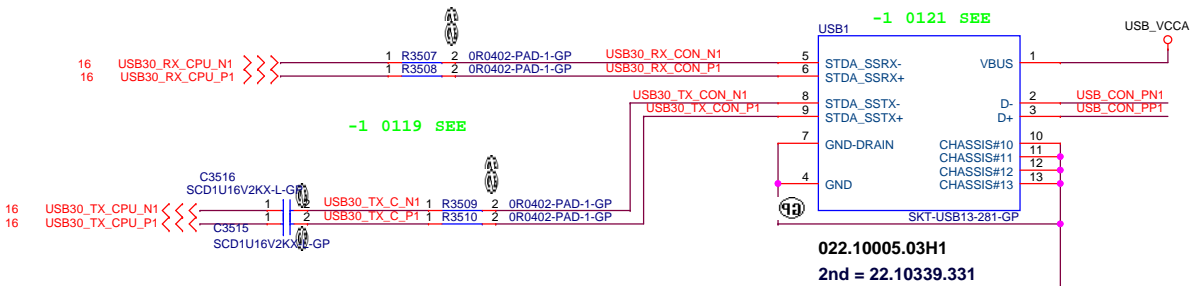 -1 0121 SEE
USB1
USB_VCCA
16 USB30_RX_CPU_N1 1 R3507 2 0R0402-PAD-1-GP USB30_RX_CON_N1 5 STDA_SSRX- VBUS 1
16 USB30_RX_CPU_P1 1 R3508 2 0R0402-PAD-1-GP USB30_RX_CON_P1 6 STDA_SSRX+
USB30_TX_CON_N1 8 STDA_SSTX- D- 2 USB_CON_PN1
USB30_TX_CON_P1 9 STDA_SSTX+ D+ 3 USB_CON_PP1
-1 0119 SEE
7 GND-DRAIN CHASSIS#10 10
CHASSIS#11 11
CHASSIS#12 12
4 GND CHASSIS#13 13
C3516
SCD1U16V2KX-L-GP
16 USB30_TX_CPU_N1 1 2 USB30_TX_C_N1 1 R3509 2 0R0402-PAD-1-GP
16 USB30_TX_CPU_P1 1 2 USB30_TX_C_P1 1 R3510 2 0R0402-PAD-1-GP
C3515
SCD1U16V2KX-L-GP
GP
SKT-USB13-281-GP
022.10005.03H1
2nd = 22.10339.331